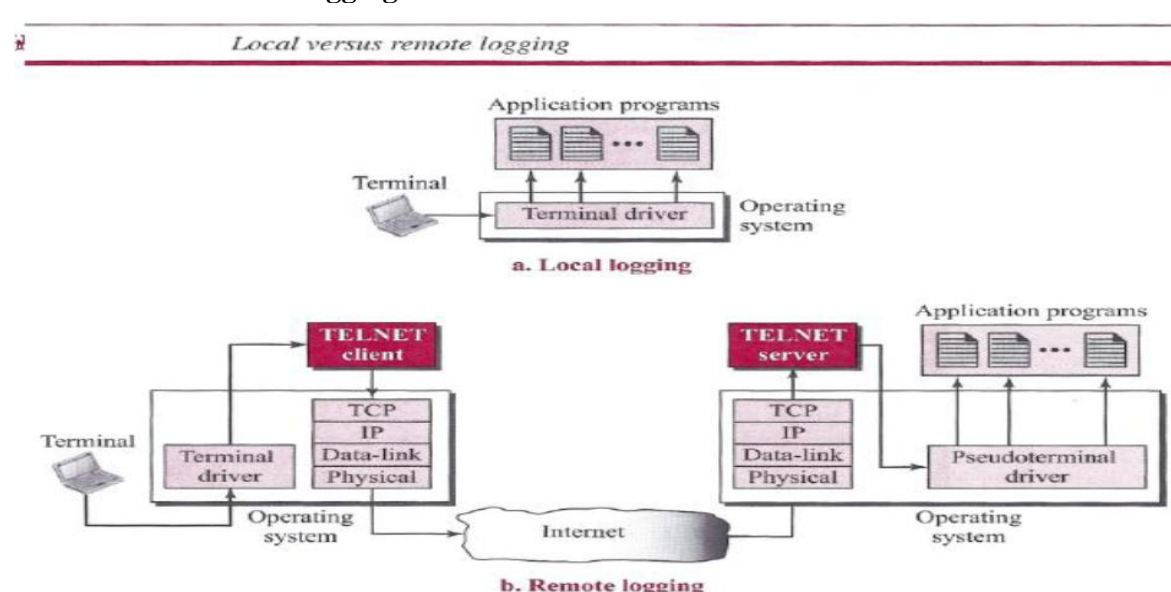 Local versus remote logging
Application programs
Terminal
Terminal driver
Operating
system
a. Local logging
Application programs
TELNET
client
TELNET
server
TCP
IP
Data-link
Physical
Terminal
Terminal
driver
Operating
system
Internet
TCP
IP
Data-link
Physical
Pseudoterminal
driver
Operating
system
b. Remote logging